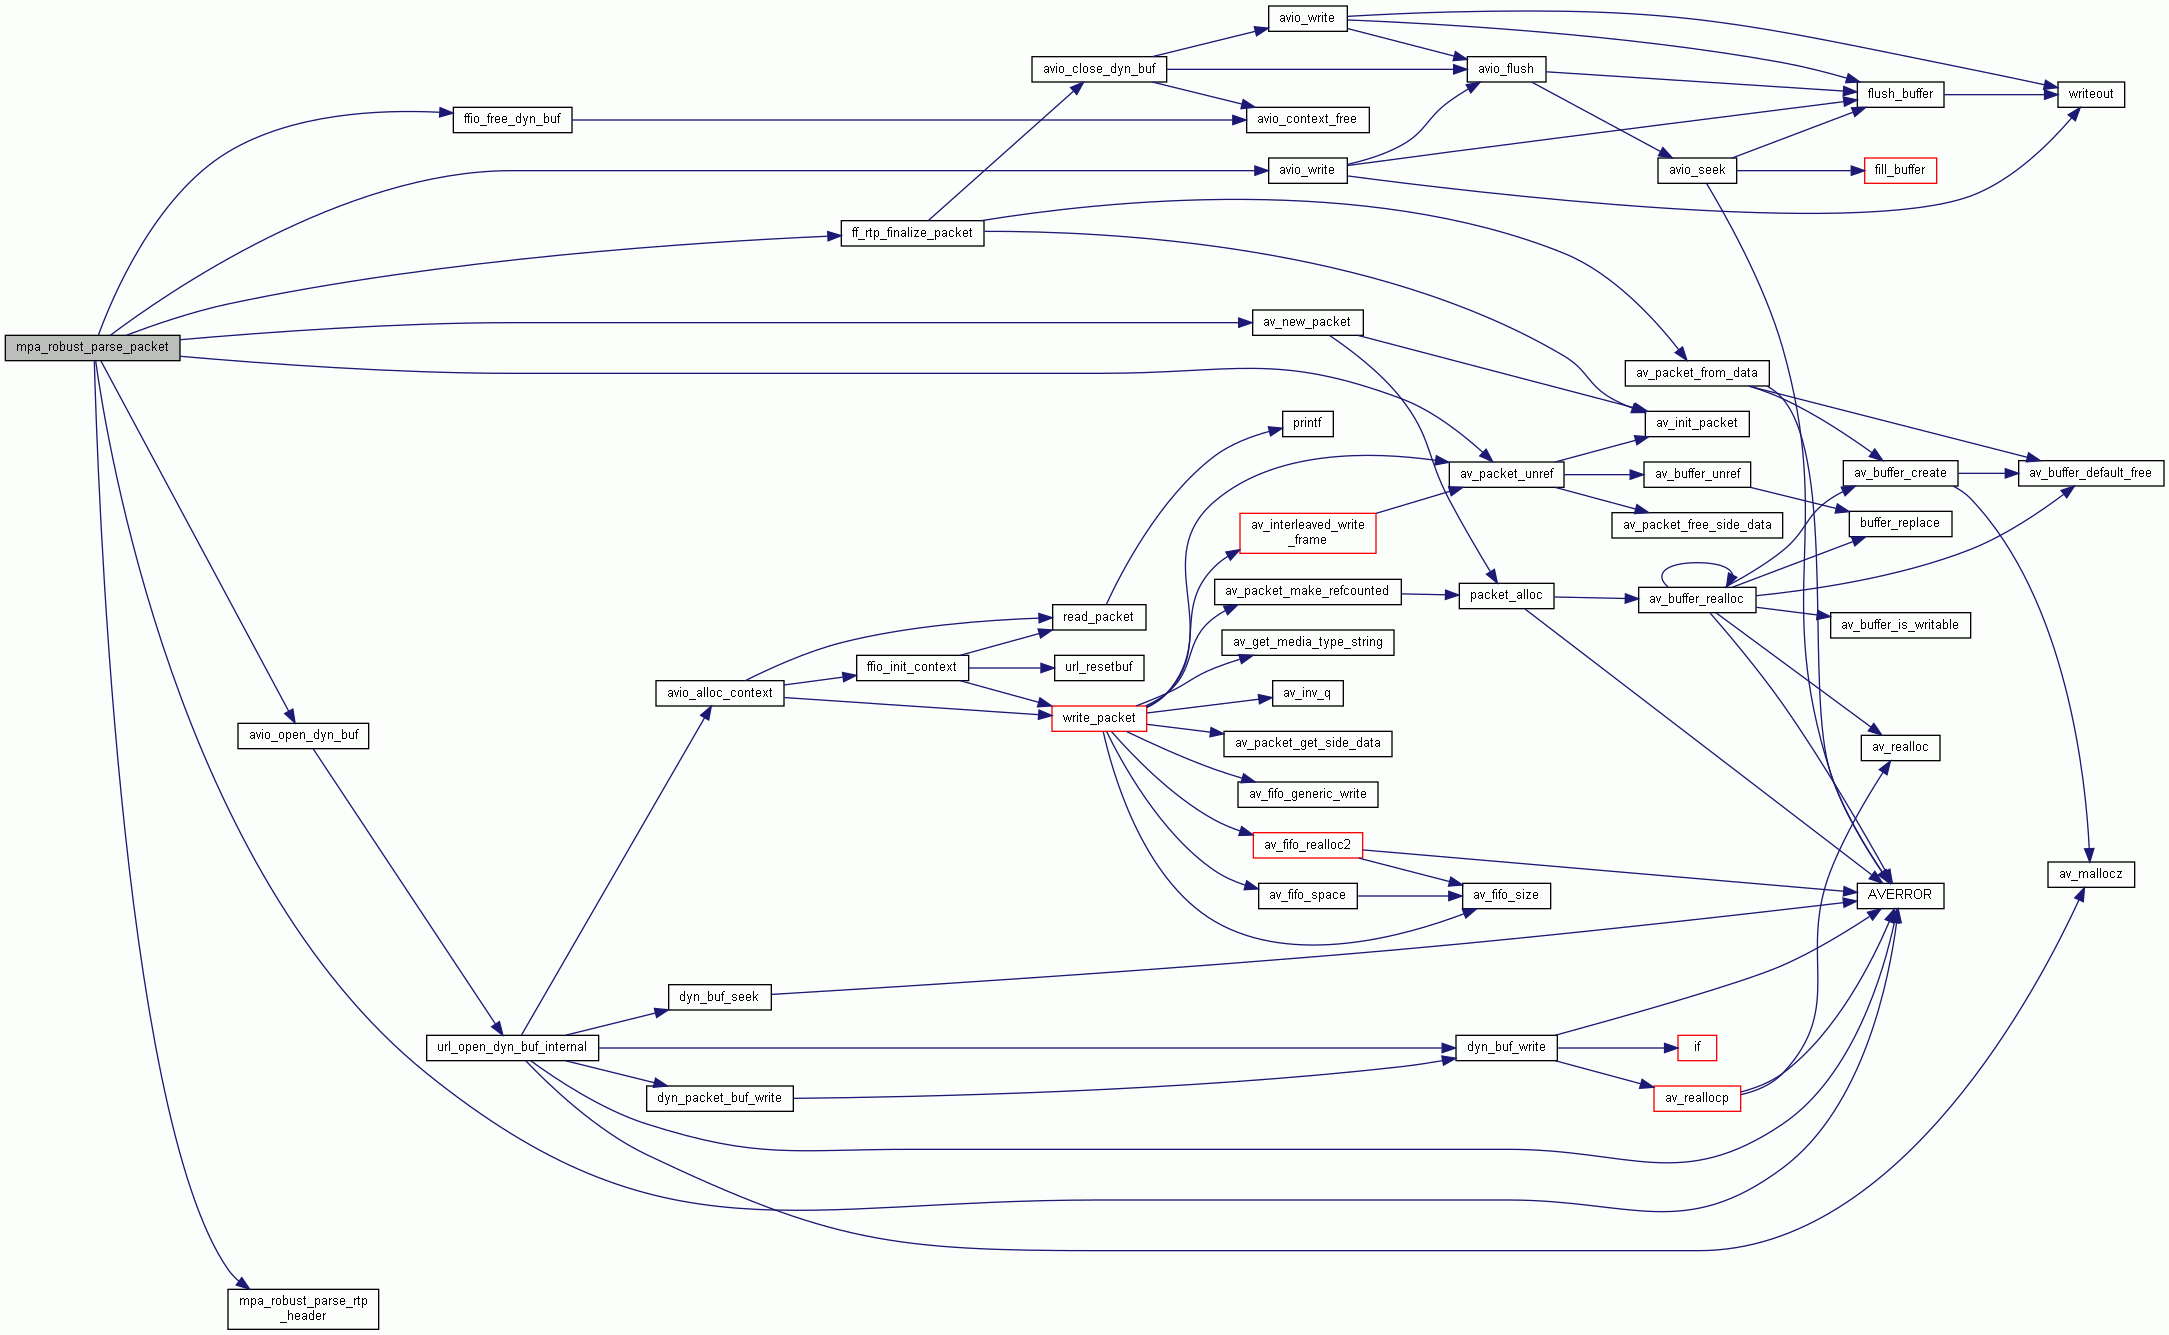 avio_write
avio_close_dyn_buf
avio_flush
flush_buffer
writeout
ffio_free_dyn_buf
avio_context_free
avio_write
avio_seek
fill_buffer
ff_rtp_finalize_packet
av_new_packet
mpa_robust_parse_packet
av_packet_from_data
printf
av_init_packet
av_packet_unref
av_buffer_unref
av_buffer_create
av_buffer_default_free
av_interleaved_write
_frame
av_packet_free_side_data
buffer_replace
av_packet_make_refcounted
packet_alloc
av_buffer_realloc
read_packet
av_buffer_is_writable
av_get_media_type_string
ffio_init_context
url_resetbuf
avio_alloc_context
av_inv_q
write_packet
avio_open_dyn_buf
av_packet_get_side_data
av_realloc
av_fifo_generic_write
av_fifo_realloc2
av_mallocz
av_fifo_space
av_fifo_size
AVERROR
dyn_buf_seek
url_open_dyn_buf_internal
dyn_buf_write
if
dyn_packet_buf_write
av_reallocp
mpa_robust_parse_rtp
_header